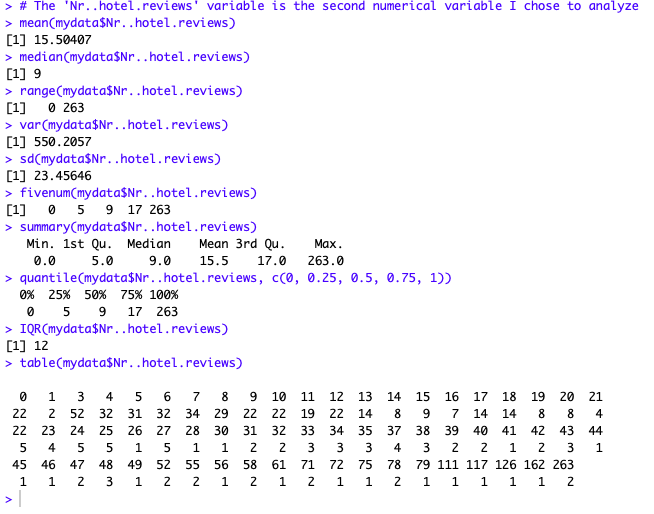 > # The 'Nr..hotel.reviews' variable is the second numerical variable I chose to analyze
> mean(mydata$Nr..hotel.reviews)
[1] 15.50407
> median(mydata$Nr..hotel.reviews)
[1] 9
> range(mydata$Nr..hotel.reviews)
[1]   0 263
> var(mydata$Nr..hotel.reviews)
[1] 550.2057
> sd(mydata$Nr..hotel.reviews)
[1] 23.45646
> fivenum(mydata$Nr..hotel.reviews)
[1]   0   5   9  17 263
> summary(mydata$Nr..hotel.reviews)
   Min. 1st Qu.  Median    Mean 3rd Qu.    Max.
    0.0     5.0     9.0    15.5    17.0   263.0
> quantile(mydata$Nr..hotel.reviews, c(0, 0.25, 0.5, 0.75, 1))
  0%  25%  50%  75% 100%
   0    5    9   17  263
> IQR(mydata$Nr..hotel.reviews)
[1] 12
> table(mydata$Nr..hotel.reviews)
  0   1   3   4   5   6   7   8   9  10  11  12  13  14  15  16  17  18  19  20  21
 22   2  52  32  31  32  34  29  22  22  19  22  14   8   9   7  14  14   8   8   4
 22  23  24  25  26  27  28  30  31  32  33  34  35  37  38  39  40  41  42  43  44
  5   4   5   5   1   5   1   1   2   2   3   3   3   4   3   2   2   1   2   3   1
 45  46  47  48  49  52  55  56  58  61  71  72  75  78  79 111 117 126 162 263
  1   1   2   3   1   2   2   1   2   1   2   1   1   2   1   1   1   1   1   2
>